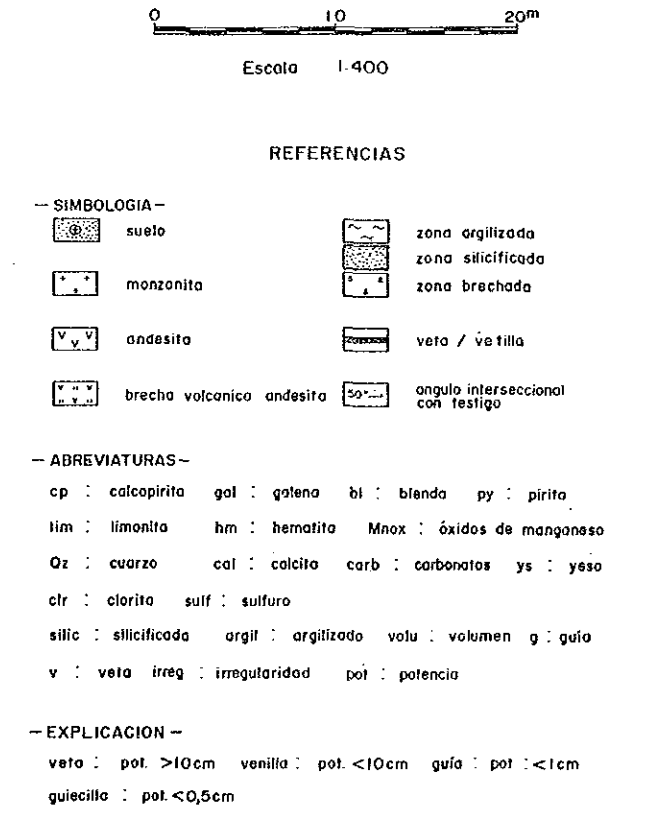 0 10 20m
Escala 1:400
REFERENCIAS
— SIMBOLOGIA —
suelo
zona argilizada
zona silicificada
monzonita
zona brechada
andesita
veta / vetilla
brecha volcanica andesita
50°
angulo interseccional
con testigo
— ABREVIATURAS —
cp : calcopirita gal : galena bl : blenda py : pirita
lim : limonita hm : hematita Mnox : óxidos de manganeso
Qz : cuarzo cal : calcita carb : carbonatos ys : yeso
clr : clorita sulf : sulfuro
silic : silicificada argil : argilizado volu : volumen g : guía
v : veta irreg : irregularidad pot : potencia
— EXPLICACION —
veta : pot. >10cm venilla : pot. <10cm guía : pot : <1cm
guiecilla : pot. <0,5cm